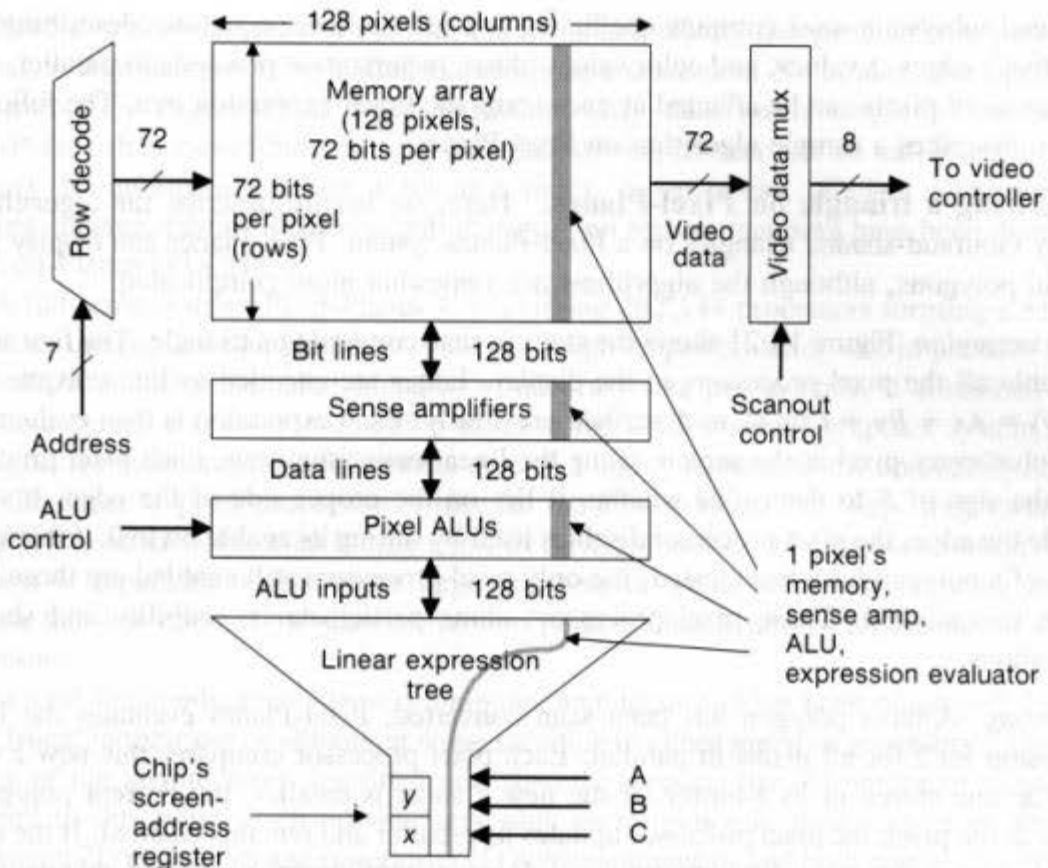 128 pixels (columns)
Memory array
(128 pixels,
72 bits per pixel)
72 bits
per pixel
(rows)
Row decode
72
7
Address
72
Video
data
Video-data mux
8
To video
controller
Scanout
control
Bit lines
128 bits
Sense amplifiers
Data lines
128 bits
ALU
control
Pixel ALUs
ALU inputs
128 bits
1 pixel's
memory,
sense amp,
ALU,
expression evaluator
Linear expression
tree
Chip's
screen-
address
register
y
x
A
B
C